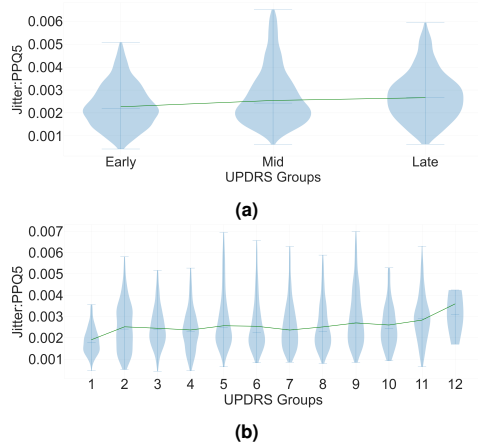 0.006
0.005
0.004
0.003
0.002
0.001
Jitter:PPQ5
Early Mid Late
UPDRS Groups
(a)
0.007
0.006
0.005
0.004
0.003
0.002
0.001
Jitter:PPQ5
1 2 3 4 5 6 7 8 9 10 11 12
UPDRS Groups
(b)